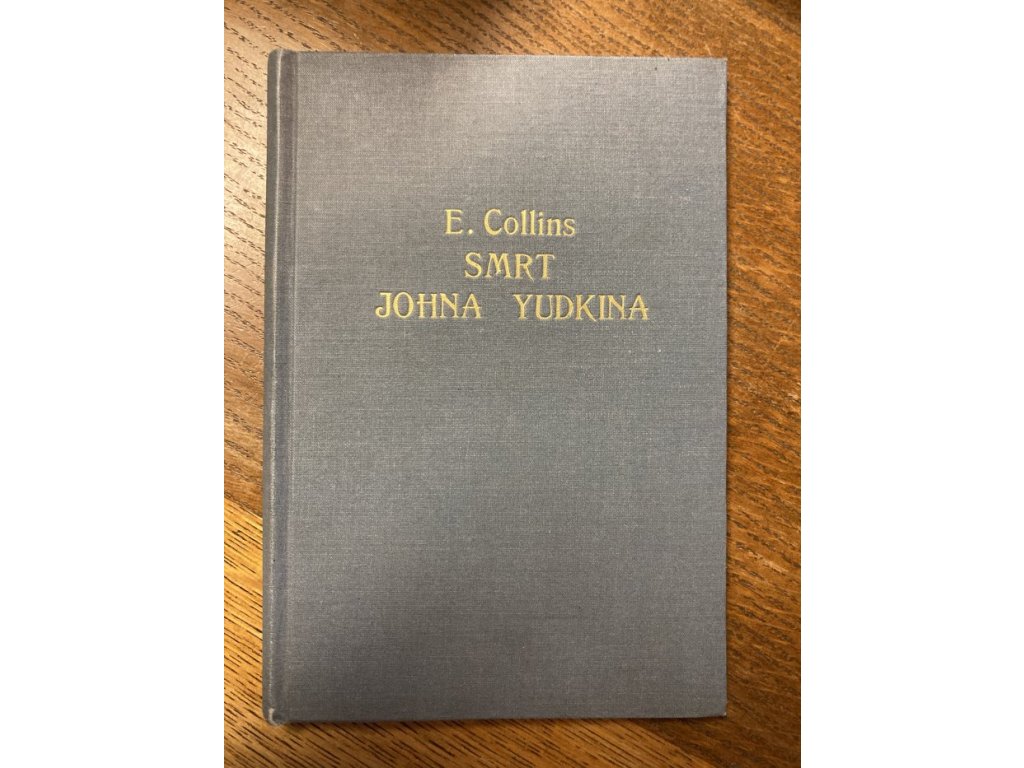 E. Collins
SMRT
JOHNA YUDKINA